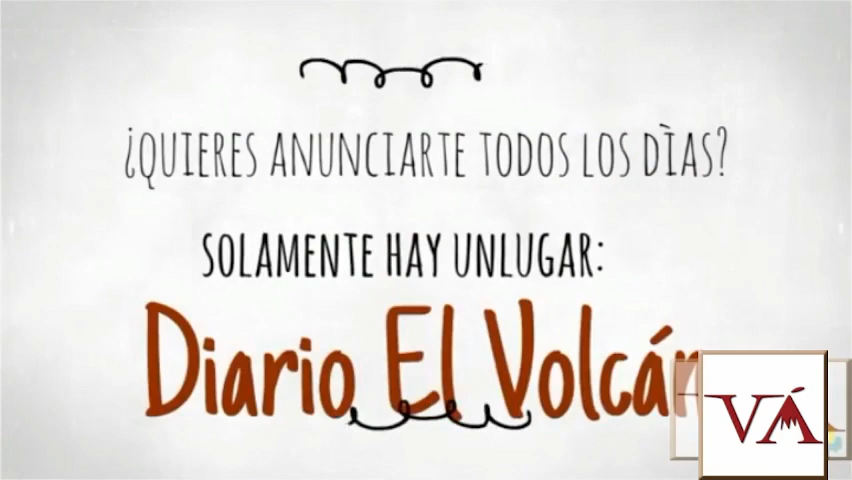 ¿QUIERES ANUNCIARTE TODOS LOS DÌAS?
SOLAMENTE HAY UNLUGAR:
Diario El Volcán
VÁ